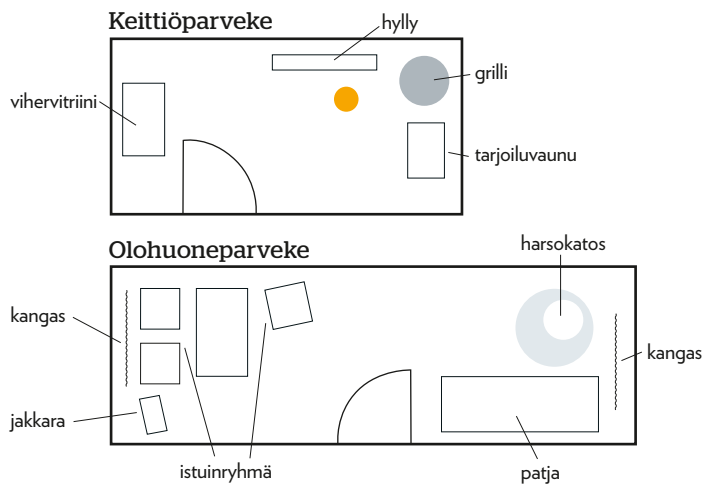 Keittiöparveke
hylly
grilli
vihervitriini
tarjoiluvaunu
Olohuoneparveke
harsokatos
kangas
kangas
jakkara
istuinryhmä
patja